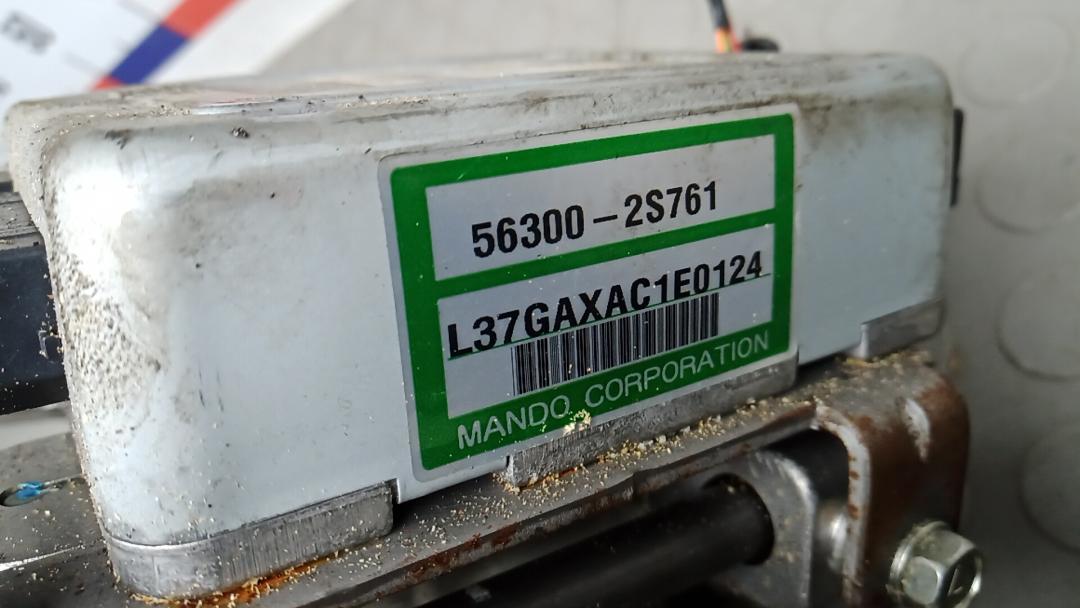 56300-2S761
L37GAXAC1E0124
MANDO CORPORATION